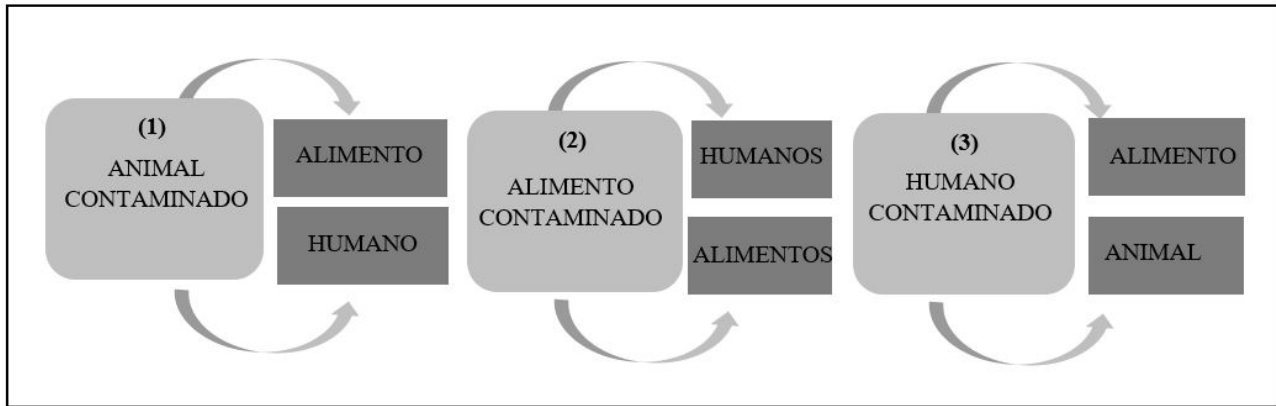 (1)
ANIMAL
CONTAMINADO
ALIMENTO
HUMANO
(2)
ALIMENTO
CONTAMINADO
HUMANOS
ALIMENTOS
(3)
HUMANO
CONTAMINADO
ALIMENTO
ANIMAL